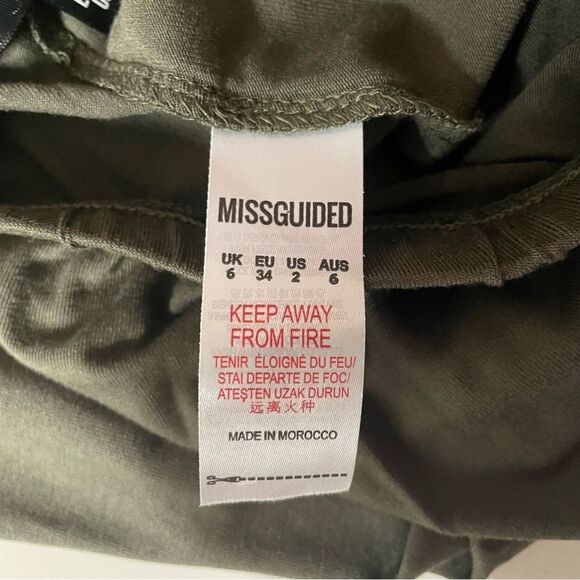 MISSGUIDED
UK EU US AUS
6 34 2 6
KEEP AWAY
FROM FIRE
TENIR ÉLOIGNÉ DU FEU/
STAI DEPARTE DE FOC/
ATEŞTEN UZAK DURUN
远离火种
MADE IN MOROCCO